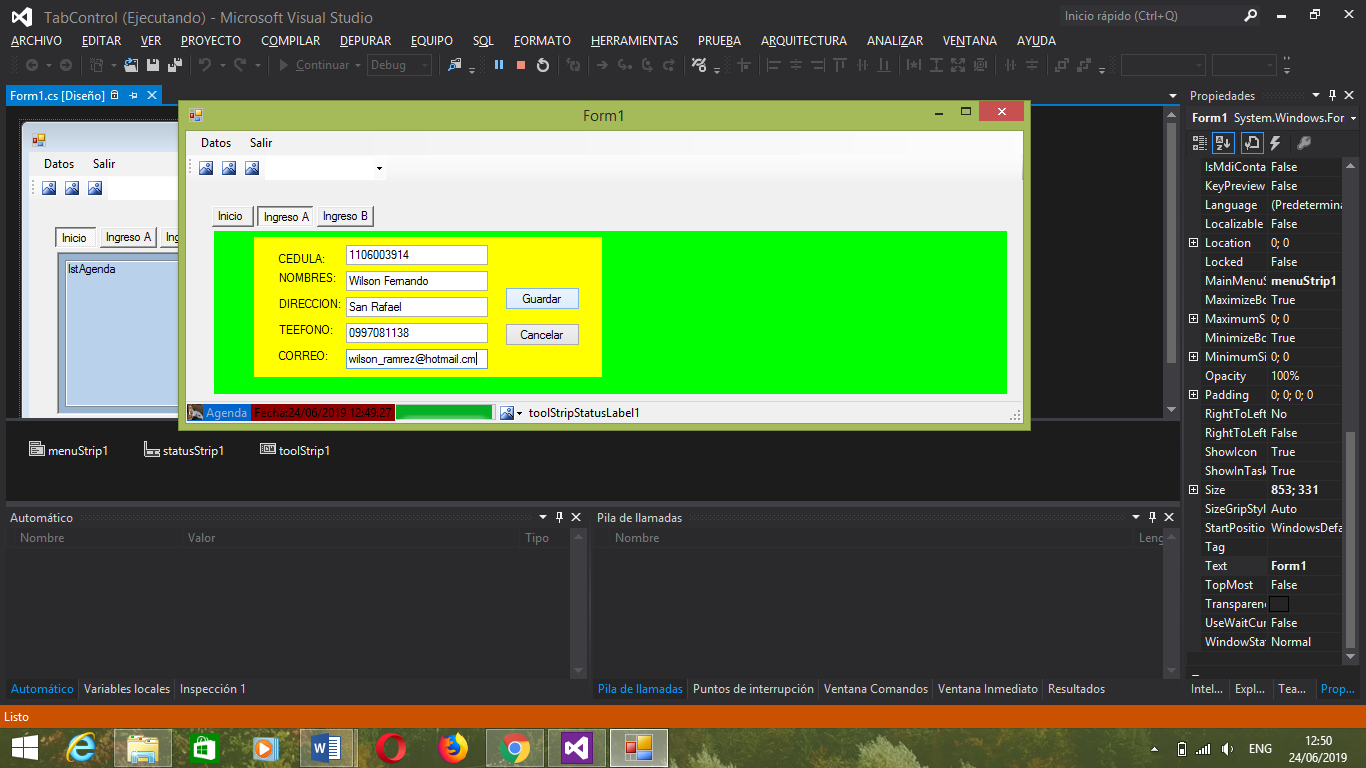 TabControl (Ejecutando) - Microsoft Visual Studio
Inicio rápido (Ctrl+Q)
ARCHIVO EDITAR VER PROYECTO COMPILAR DEPURAR EQUIPO SQL FORMATO HERRAMIENTAS PRUEBA ARQUITECTURA ANALIZAR VENTANA AYUDA
Continuar Debug
Form1.cs [Diseño]
Datos Salir
Inicio Ingreso A Ing
lstAgenda
Form1
Datos Salir
Inicio Ingreso A Ingreso B
CEDULA: 1106003914
NOMBRES: Wilson Fernando
DIRECCION: San Rafael
TEEFONO: 0997081138
CORREO: wilson_ramrez@hotmail.cm
Guardar
Cancelar
Agenda Fecha:24/06/2019 12:49:27 toolStripStatusLabel1
menuStrip1 statusStrip1 toolStrip1
Propiedades
Form1 System.Windows.For
IsMdiConta False
KeyPreview False
Language (Predetermina
Localizable False
Location 0; 0
Locked False
MainMenuS menuStrip1
MaximizeBo True
MaximumS 0; 0
MinimizeBo True
MinimumSi 0; 0
Opacity 100%
Padding 0; 0; 0; 0
RightToLeft No
RightToLeft False
ShowIcon True
ShowInTask True
Size 853; 331
SizeGripStyl Auto
StartPositio WindowsDefa
Tag
Text Form1
TopMost False
Transparen
UseWaitCur False
WindowStat Normal
Intel... Expl... Tea... Prop...
Automático
Nombre Valor Tipo
Automático Variables locales Inspección 1
Pila de llamadas
Nombre Leng
Pila de llamadas Puntos de interrupción Ventana Comandos Ventana Inmediato Resultados
Listo
ENG
12:50
24/06/2019